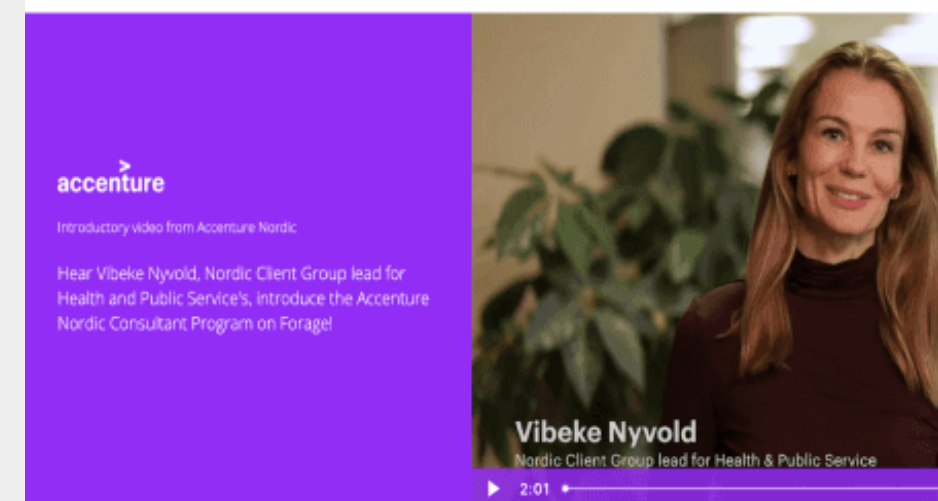 accenture
Introductory video from Accenture Nordic
Hear Vibeke Nyvold, Nordic Client Group lead for
Health and Public Service's, introduce the Accenture
Nordic Consultant Program on Forage!
Vibeke Nyvold
Nordic Client Group lead for Health & Public Service
2:01